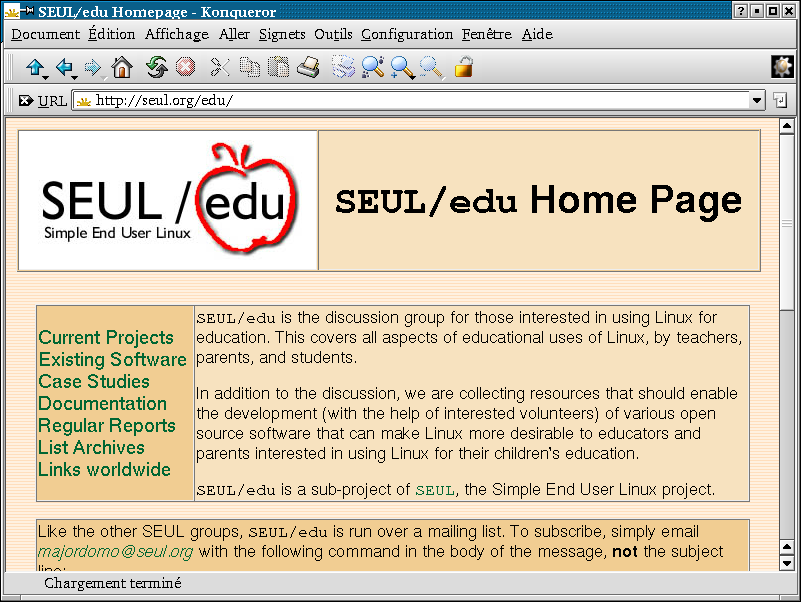 SEUL/edu Homepage - Konqueror
Document Édition Affichage Aller Signets Outils Configuration Fenêtre Aide
URL http://seul.org/edu/
SEUL / edu
Simple End User Linux
SEUL/edu Home Page
Current Projects
Existing Software
Case Studies
Documentation
Regular Reports
List Archives
Links worldwide
SEUL/edu is the discussion group for those interested in using Linux for
education. This covers all aspects of educational uses of Linux, by teachers,
parents, and students.
In addition to the discussion, we are collecting resources that should enable
the development (with the help of interested volunteers) of various open
source software that can make Linux more desirable to educators and
parents interested in using Linux for their children's education.
SEUL/edu is a sub-project of SEUL, the Simple End User Linux project.
Like the other SEUL groups, SEUL/edu is run over a mailing list. To subscribe, simply email
majordomo@seul.org with the following command in the body of the message, not the subject
line:
Chargement terminé